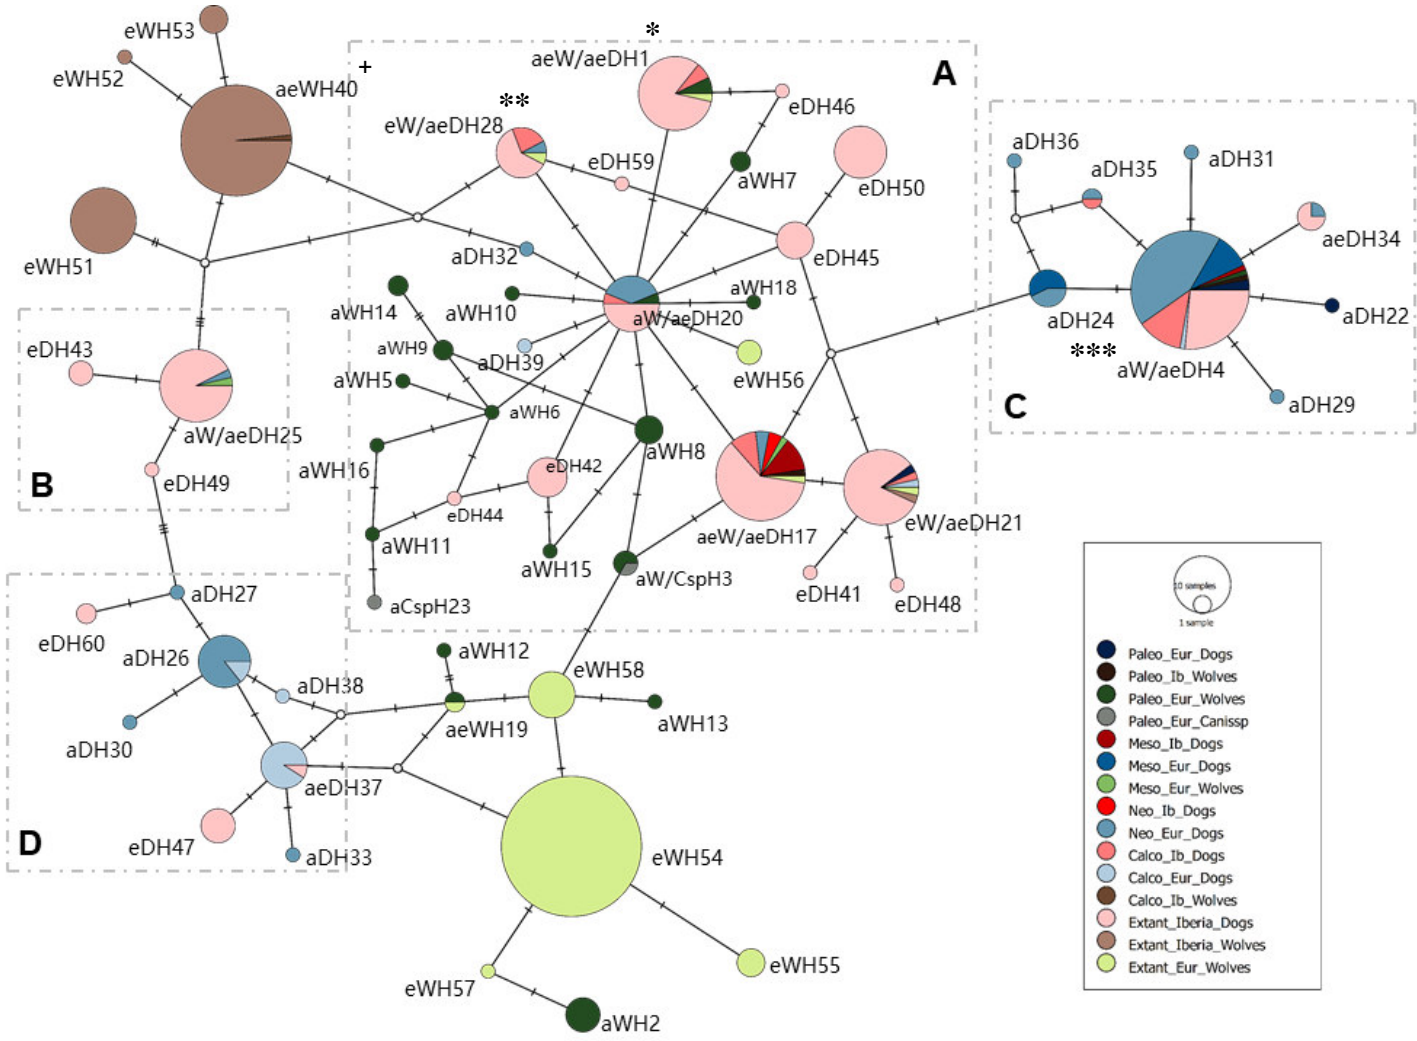 eWH53
eWH52
aeWH40
eWH51
+
*
A
aeW/aeDH1
**
eW/aeDH28
eDH46
eDH59
aWH7
eDH50
aDH32
eDH45
aWH14
aWH10
aWH18
aW/aeDH20
aWH9
aDH39
eWH56
aWH5
aWH6
aWH8
aWH16
eDH42
eDH44
aWH11
aWH15
aeW/aeDH17
eW/aeDH21
aW/CspH3
eDH41
eDH48
aCspH23
aDH36
aDH35
aDH31
aeDH34
aDH24
aDH22
***
aW/aeDH4
aDH29
C
eDH43
aW/aeDH25
B
eDH49
aDH27
eDH60
aDH26
aDH38
aDH30
aeDH37
eDH47
aDH33
D
aWH12
eWH58
aeWH19
aWH13
eWH54
eWH55
eWH57
aWH2
10 samples
1 sample
Paleo_Eur_Dogs
Paleo_Ib_Wolves
Paleo_Eur_Wolves
Paleo_Eur_Canissp
Meso_Ib_Dogs
Meso_Eur_Dogs
Meso_Eur_Wolves
Neo_Ib_Dogs
Neo_Eur_Dogs
Calco_Ib_Dogs
Calco_Eur_Dogs
Calco_Ib_Wolves
Extant_Iberia_Dogs
Extant_Iberia_Wolves
Extant_Eur_Wolves